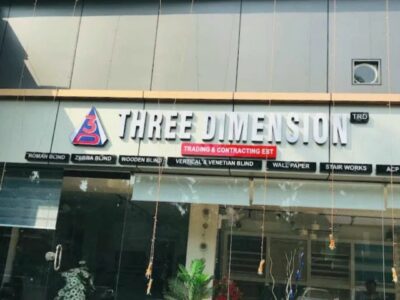 3D THREE DIMENSION TRD
TRADING & CONTRACTING EST
ROMAN BLIND ZEBRA BLIND WOODEN BLIND VERTICAL & VENETIAN BLIND WALL PAPER STAIR WORKS ACP